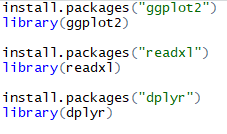 install.packages("ggplot2")
library(ggplot2)
install.packages("readxl")
library(readxl)
install.packages("dplyr")
library(dplyr)